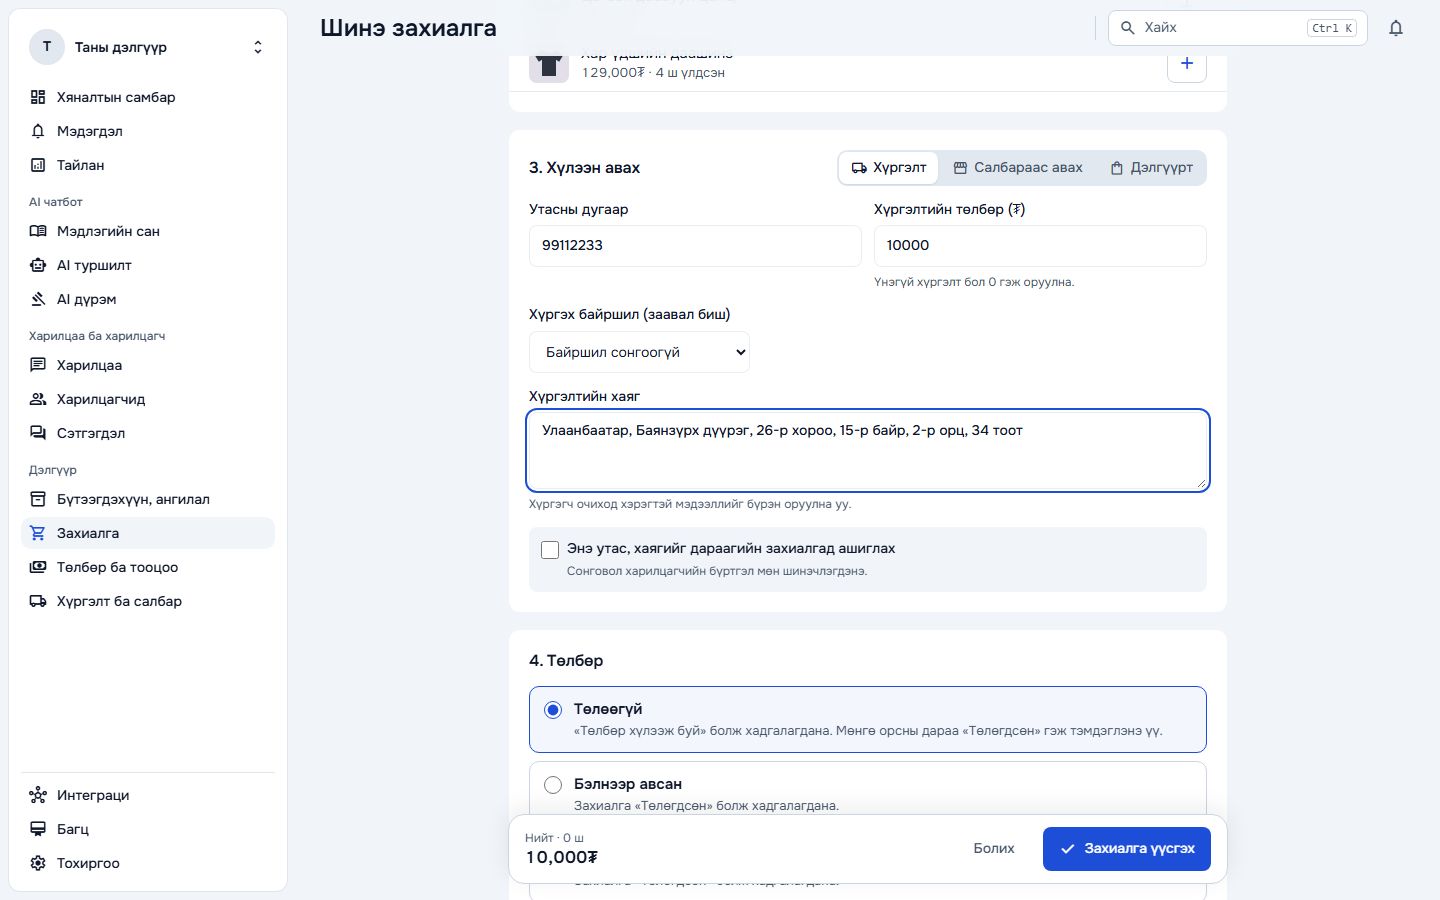 Т
Таны дэлгүүр
Хяналтын самбар
Мэдэгдэл
Тайлан
AI чатбот
Мэдлэгийн сан
AI туршилт
AI дүрэм
Харилцаа ба харилцагч
Харилцаа
Харилцагчид
Сэтгэгдэл
Дэлгүүр
Бүтээгдэхүүн, ангилал
Захиалга
Төлбөр ба тооцоо
Хүргэлт ба салбар
Интеграци
Багц
Тохиргоо
Шинэ захиалга
Хайх
Ctrl K
Хар үдшийн даашинз
129,000₮ · 4 ш үлдсэн
3. Хүлээн авах
Хүргэлт
Салбараас авах
Дэлгүүрт
Утасны дугаар
Хүргэлтийн төлбөр (₮)
99112233
10000
Үнэгүй хүргэлт бол 0 гэж оруулна.
Хүргэх байршил (заавал биш)
Байршил сонгоогүй
Хүргэлтийн хаяг
Улаанбаатар, Баянзүрх дүүрэг, 26-р хороо, 15-р байр, 2-р орц, 34 тоот
Хүргэгч очиход хэрэгтэй мэдээллийг бүрэн оруулна уу.
Энэ утас, хаягийг дараагийн захиалгад ашиглах
Сонговол харилцагчийн бүртгэл мөн шинэчлэгдэнэ.
4. Төлбөр
Төлөөгүй
«Төлбөр хүлээж буй» болж хадгалагдана. Мөнгө орсны дараа «Төлөгдсөн» гэж тэмдэглэнэ үү.
Бэлнээр авсан
Захиалга «Төлөгдсөн» болж хадгалагдана.
Нийт · 0 ш
10,000₮
Болих
Захиалга үүсгэх